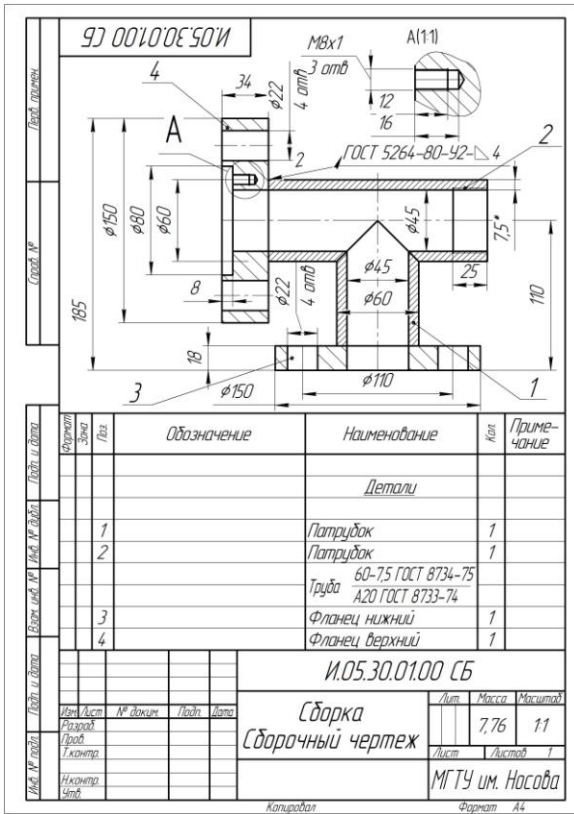 И.05.30.01.00 СБ
Перв. примен.
Справ. №
Подп. и дата
Инв. № дубл.
Взам. инв. №
Подп. и дата
Инв. № подл.
4
34
⌀22
4 отв
М8х1
3 отв
А(1:1)
12
16
А
2
ГОСТ 5264-80-У2-◺ 4
2
185
⌀150
⌀80
⌀60
⌀45
7,5*
110
8
⌀22
4 отв
⌀45
25
⌀60
18
3
⌀110
1
⌀150
Формат
Зона
Поз.
Обозначение
Наименование
Кол.
Приме-
чание
Детали
1 Патрубок 1
2 Патрубок 1
Труба 60-7,5 ГОСТ 8734-75
А20 ГОСТ 8733-74
3 Фланец нижний 1
4 Фланец верхний 1
И.05.30.01.00 СБ
Изм. Лист № докум. Подп. Дата
Разраб.
Пров.
Т.контр.
Н.контр.
Утв.
Сборка
Сборочный чертеж
Лит. Масса Масштаб
7,76 1:1
Лист Листов 1
МГТУ им. Носова
Копировал Формат А4